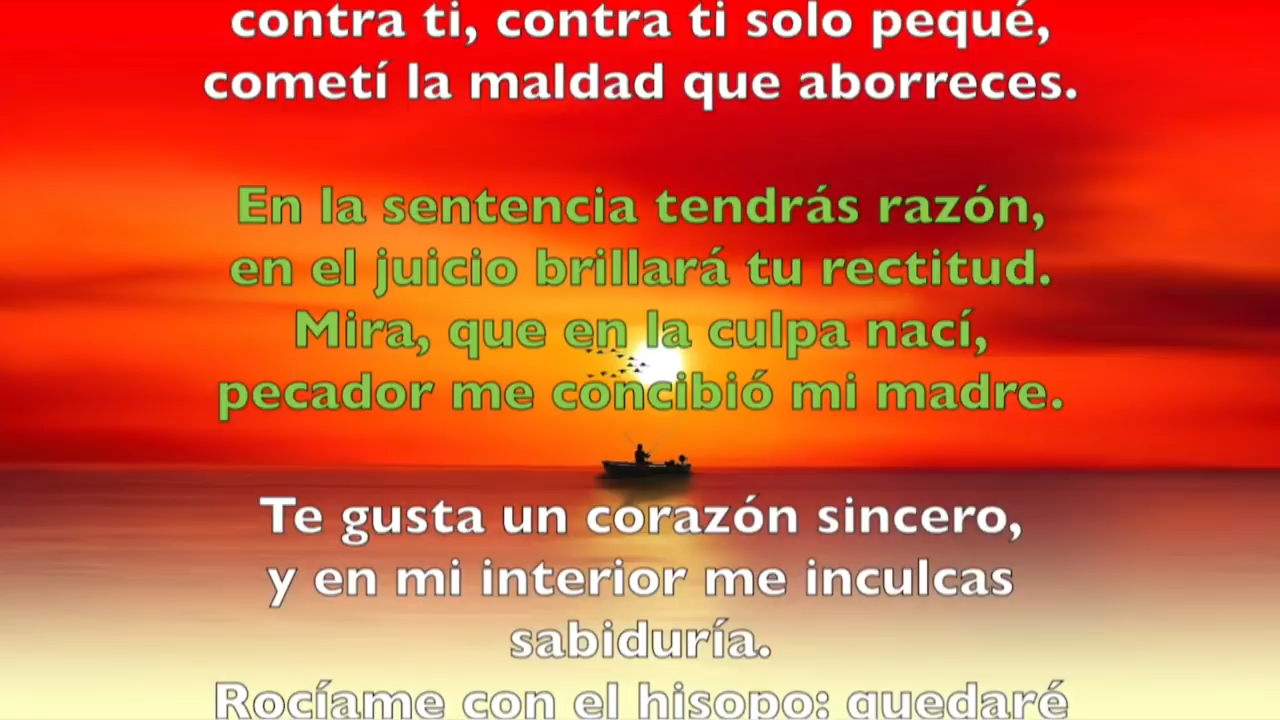 contra ti, contra ti solo pequé,
cometí la maldad que aborreces.
En la sentencia tendrás razón,
en el juicio brillará tu rectitud.
Mira, que en la culpa nací,
pecador me concibió mi madre.
Te gusta un corazón sincero,
y en mi interior me inculcas
sabiduría.
Rocíame con el hisopo: quedaré